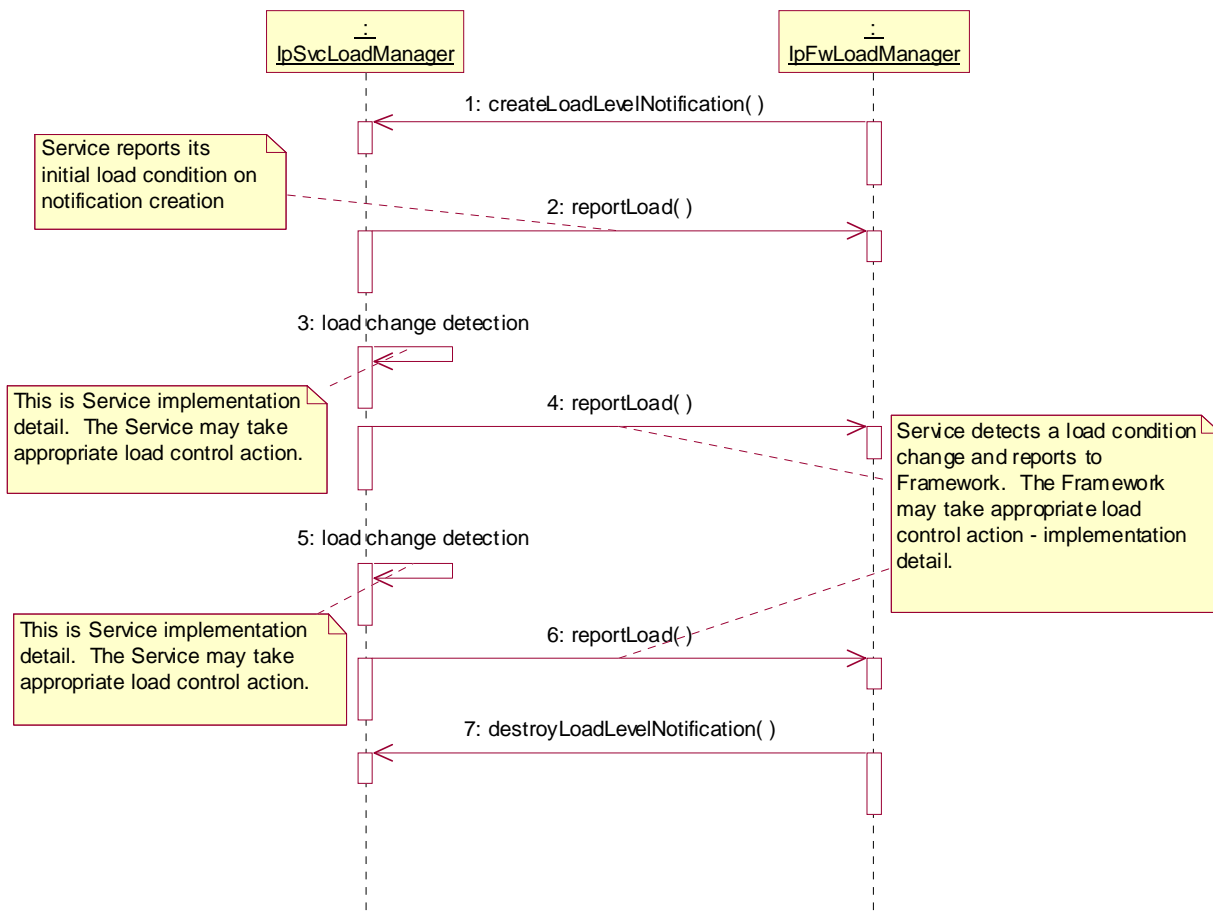 :
IpSvcLoadManager
:
IpFwLoadManager
1: createLoadLevelNotification( )
Service reports its
initial load condition on
notification creation
2: reportLoad( )
3: load change detection
This is Service implementation
detail.  The Service may take
appropriate load control action.
4: reportLoad( )
Service detects a load condition
change and reports to
Framework.  The Framework
may take appropriate load
control action - implementation
detail.
5: load change detection
This is Service implementation
detail.  The Service may take
appropriate load control action.
6: reportLoad( )
7: destroyLoadLevelNotification( )